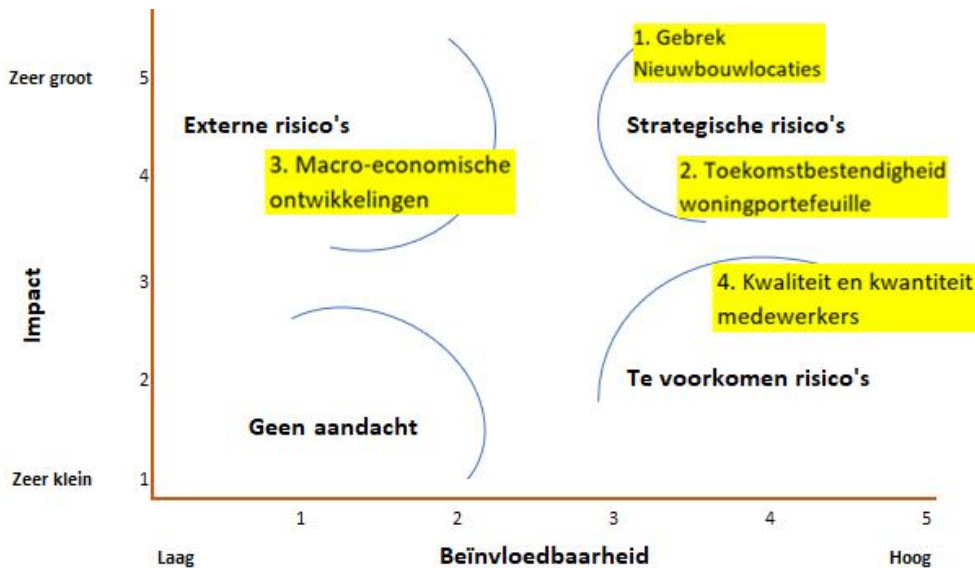 1. Gebrek
Nieuwbouwlocaties
Zeer groot
5
Externe risico's
Strategische risico's
3. Macro-economische
ontwikkelingen
4
2. Toekomstbestendigheid
woningportefeuille
Impact
3
4. Kwaliteit en kwantiteit
medewerkers
2
Te voorkomen risico's
Geen aandacht
Zeer klein
1
1
2
3
4
5
Laag
Beïnvloedbaarheid
Hoog